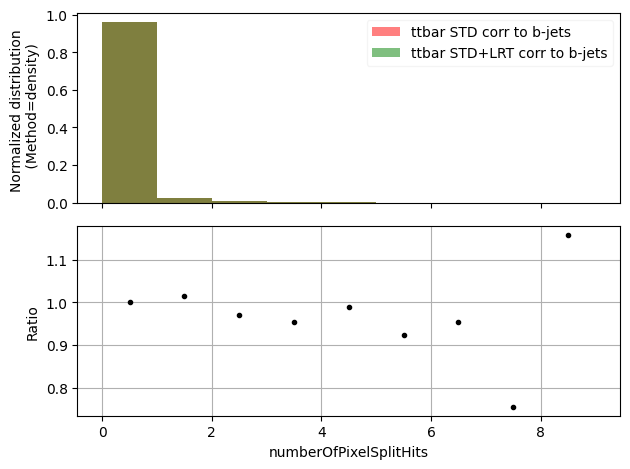 Normalized distribution
(Method=density)
1.0
0.8
0.6
0.4
0.2
0.0
ttbar STD corr to b-jets
ttbar STD+LRT corr to b-jets
Ratio
1.1
1.0
0.9
0.8
0
2
4
6
8
numberOfPixelSplitHits